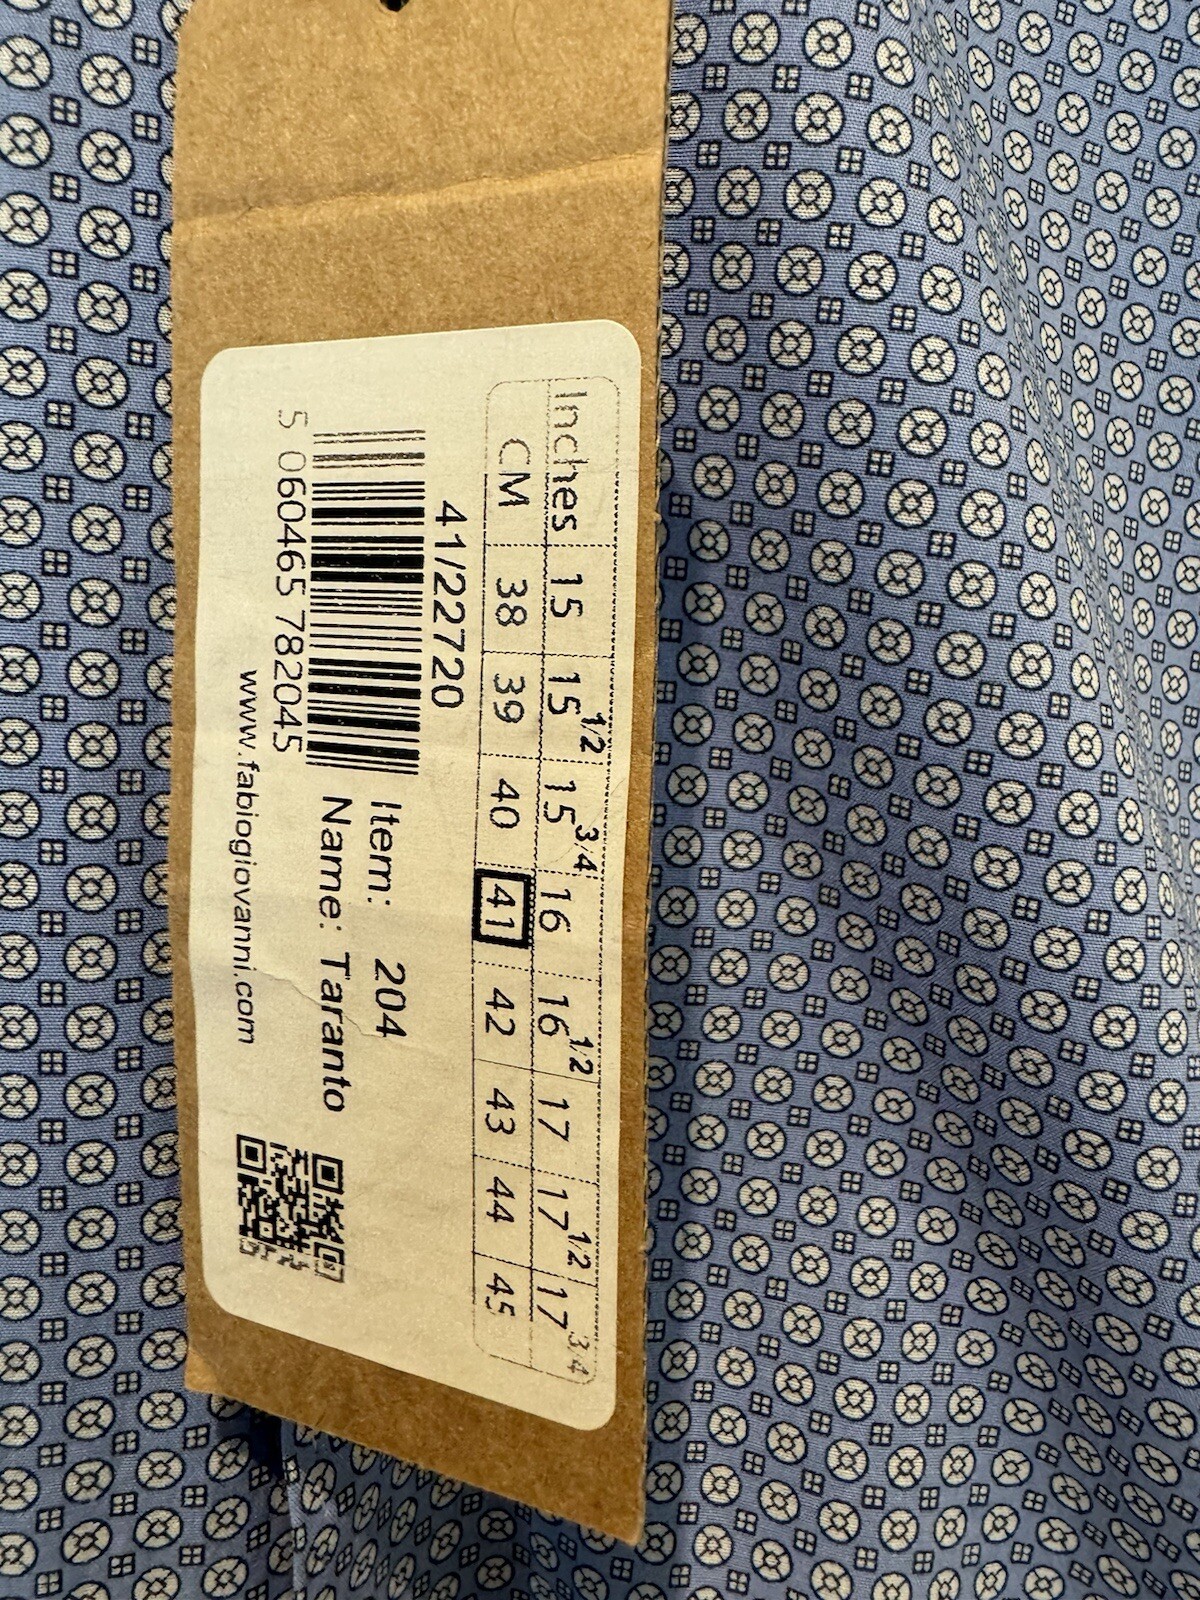 Inches 15 15 1/2 15 3/4 16 16 1/2 17 17 1/2 17 3/4
CM 38 39 40 41 42 43 44 45
41/22720
5 060465 782045
Item: 204
Name: Taranto
www.fabiogiovanni.com